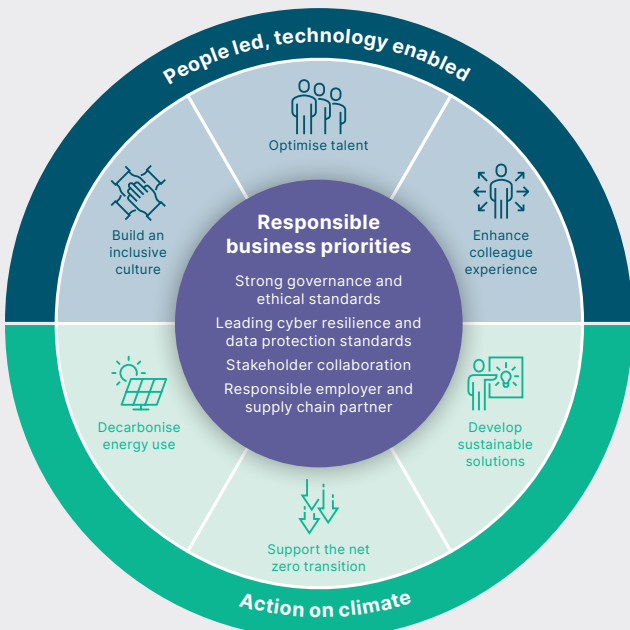 People led, technology enabled
Optimise talent
Build an
inclusive
culture
Enhance
colleague
experience
Responsible
business priorities
Strong governance and
ethical standards
Leading cyber resilience and
data protection standards
Stakeholder collaboration
Responsible employer and
supply chain partner
Decarbonise
energy use
Develop
sustainable
solutions
Support the net
zero transition
Action on climate